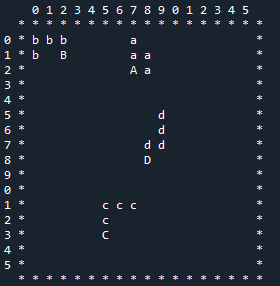 0 1 2 3 4 5 6 7 8 9 0 1 2 3 4 5
  * * * * * * * * * * * * * * * * * *
0 * b b b         a                 *
1 * b   B         a a               *
2 *               A a               *
3 *                                 *
4 *                                 *
5 *                   d             *
6 *                   d             *
7 *                 d d             *
8 *                 D               *
9 *                                 *
0 *                                 *
1 *           c c c                 *
2 *           c                     *
3 *           C                     *
4 *                                 *
5 *                                 *
  * * * * * * * * * * * * * * * * * *